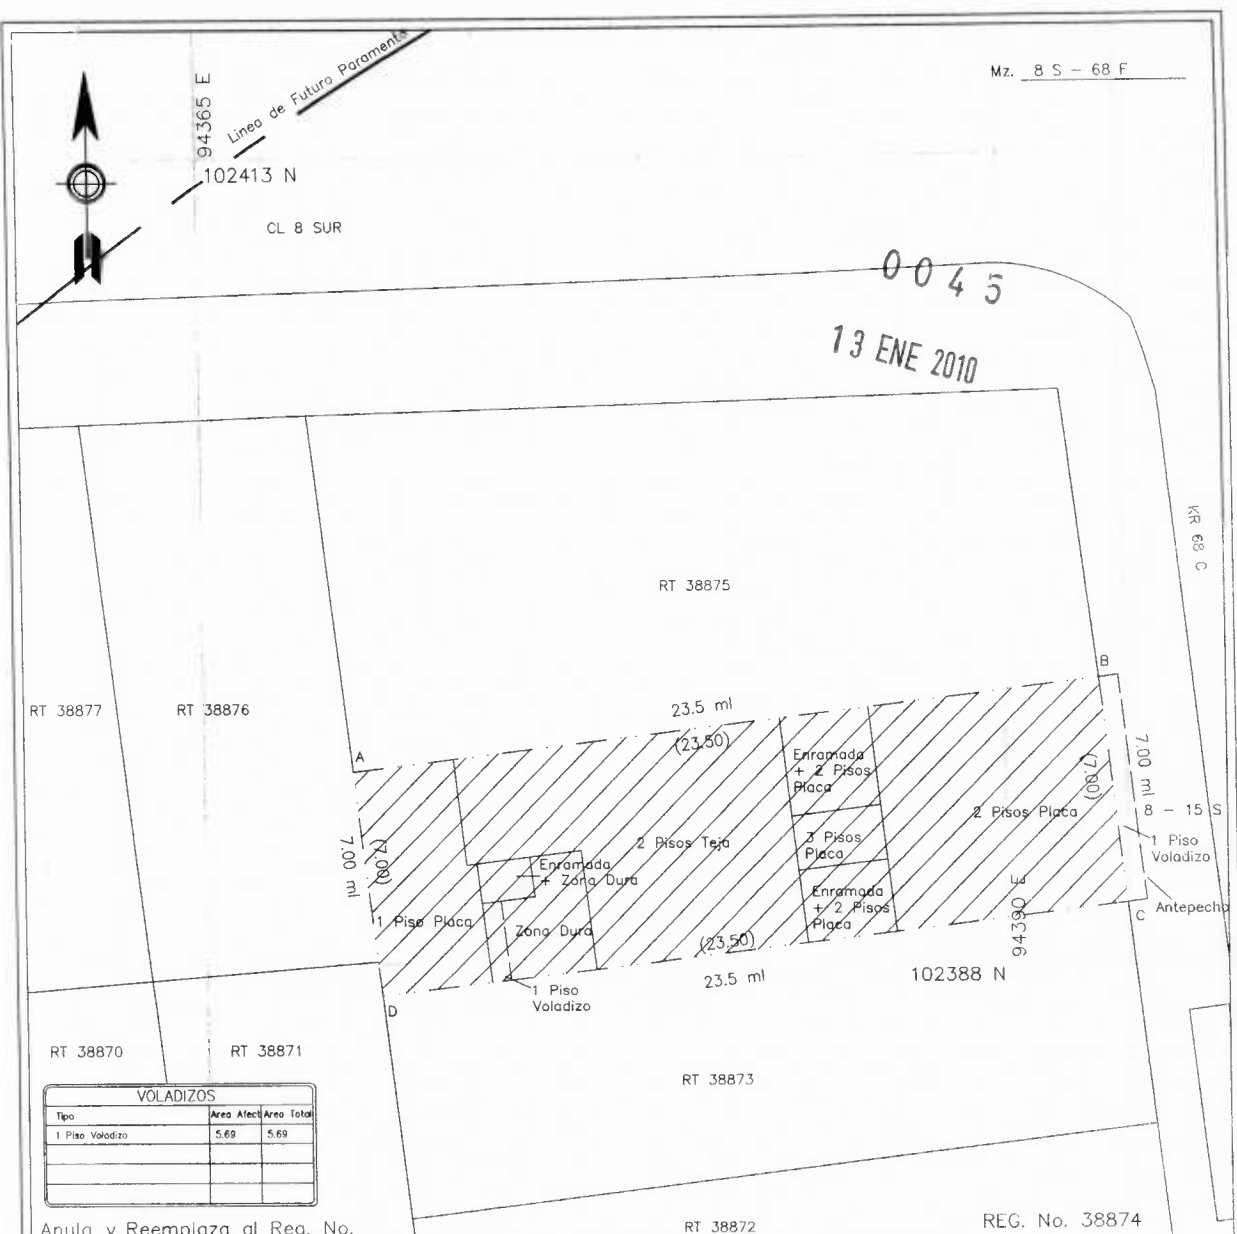 Mz. 8 S - 68 F
94365 E
Linea de Futuro Paramento
102413 N
CL 8 SUR
0045
13 ENE 2010
KR 68 C
RT 38875
RT 38877
RT 38876
A
B
23.5 ml
(23.50)
7.00 ml
(7.00)
7.00 ml
(7.00)
Enramada
+ 2 Pisos
Placa
2 Pisos Placa
8 - 15 S
1 Piso
Voladizo
2 Pisos Teja
3 Pisos
Placa
Enramada
+ Zona Dura
Enramada
+ 2 Pisos
Placa
Antepecho
C
1 Piso Placa
Zona Dura
(23.50)
23.5 ml
94390 E
102388 N
1 Piso
Voladizo
D
RT 38870
RT 38871
RT 38873
VOLADIZOS
Tipo Area Afect Area Total
1 Piso Voladizo 5.69 5.69
Anula y Reemplaza al Reg. No.
RT 38872
REG. No. 38874